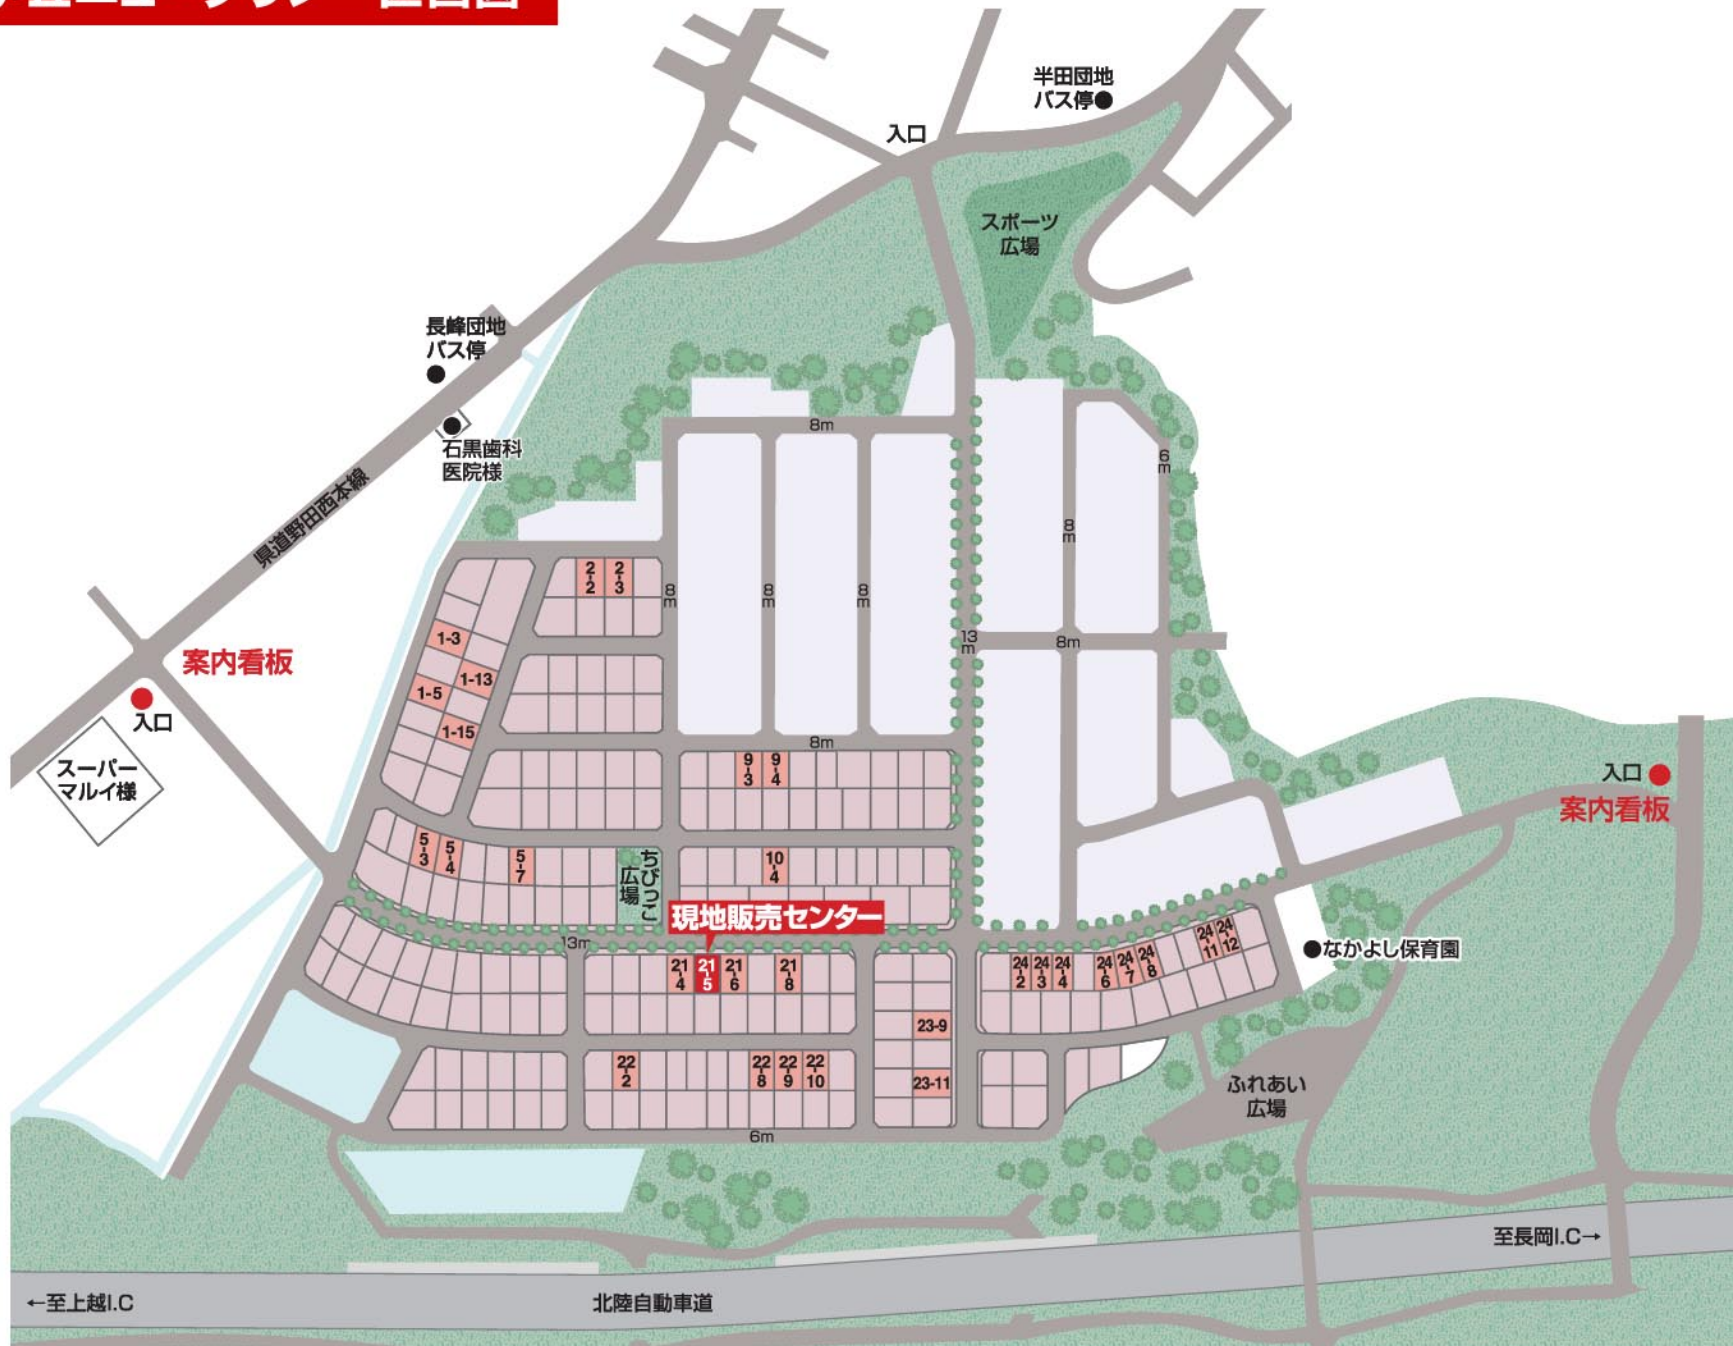 区画図
半田団地
バス停
入口
スポーツ
広場
長峰団地
バス停
石黒歯科
医院様
県道野田西本線
案内看板
入口
スーパー
マルイ様
8m
6m
8m
8m
8m
8m
13m
8m
8m
2-2
2-3
1-3
1-13
1-5
1-15
9-3
9-4
5-3
5-4
5-7
10-4
ちびっこ
広場
現地販売センター
13m
21-4
21-5
21-6
21-8
24-2
24-3
24-4
24-6
24-7
24-8
24-11
24-12
なかよし保育園
入口
案内看板
23-9
23-11
22-2
22-8
22-9
22-10
6m
ふれあい
広場
至長岡I.C→
←至上越I.C
北陸自動車道